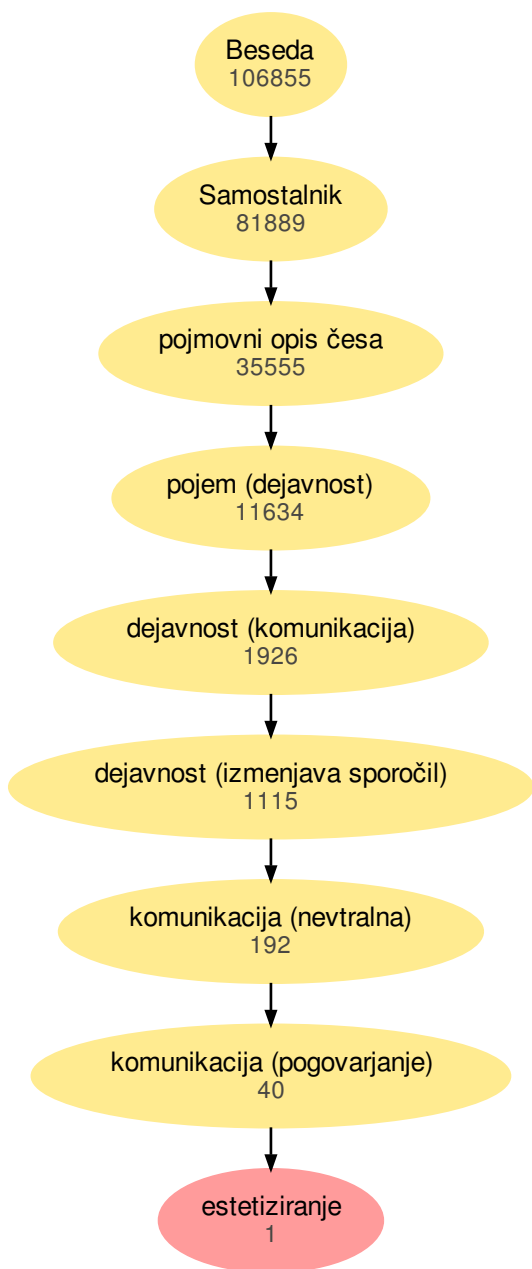 Beseda
106855
Samostalnik
81889
pojmovni opis česa
35555
pojem (dejavnost)
11634
dejavnost (komunikacija)
1926
dejavnost (izmenjava sporočil)
1115
komunikacija (nevtralna)
192
komunikacija (pogovarjanje)
40
estetiziranje
1